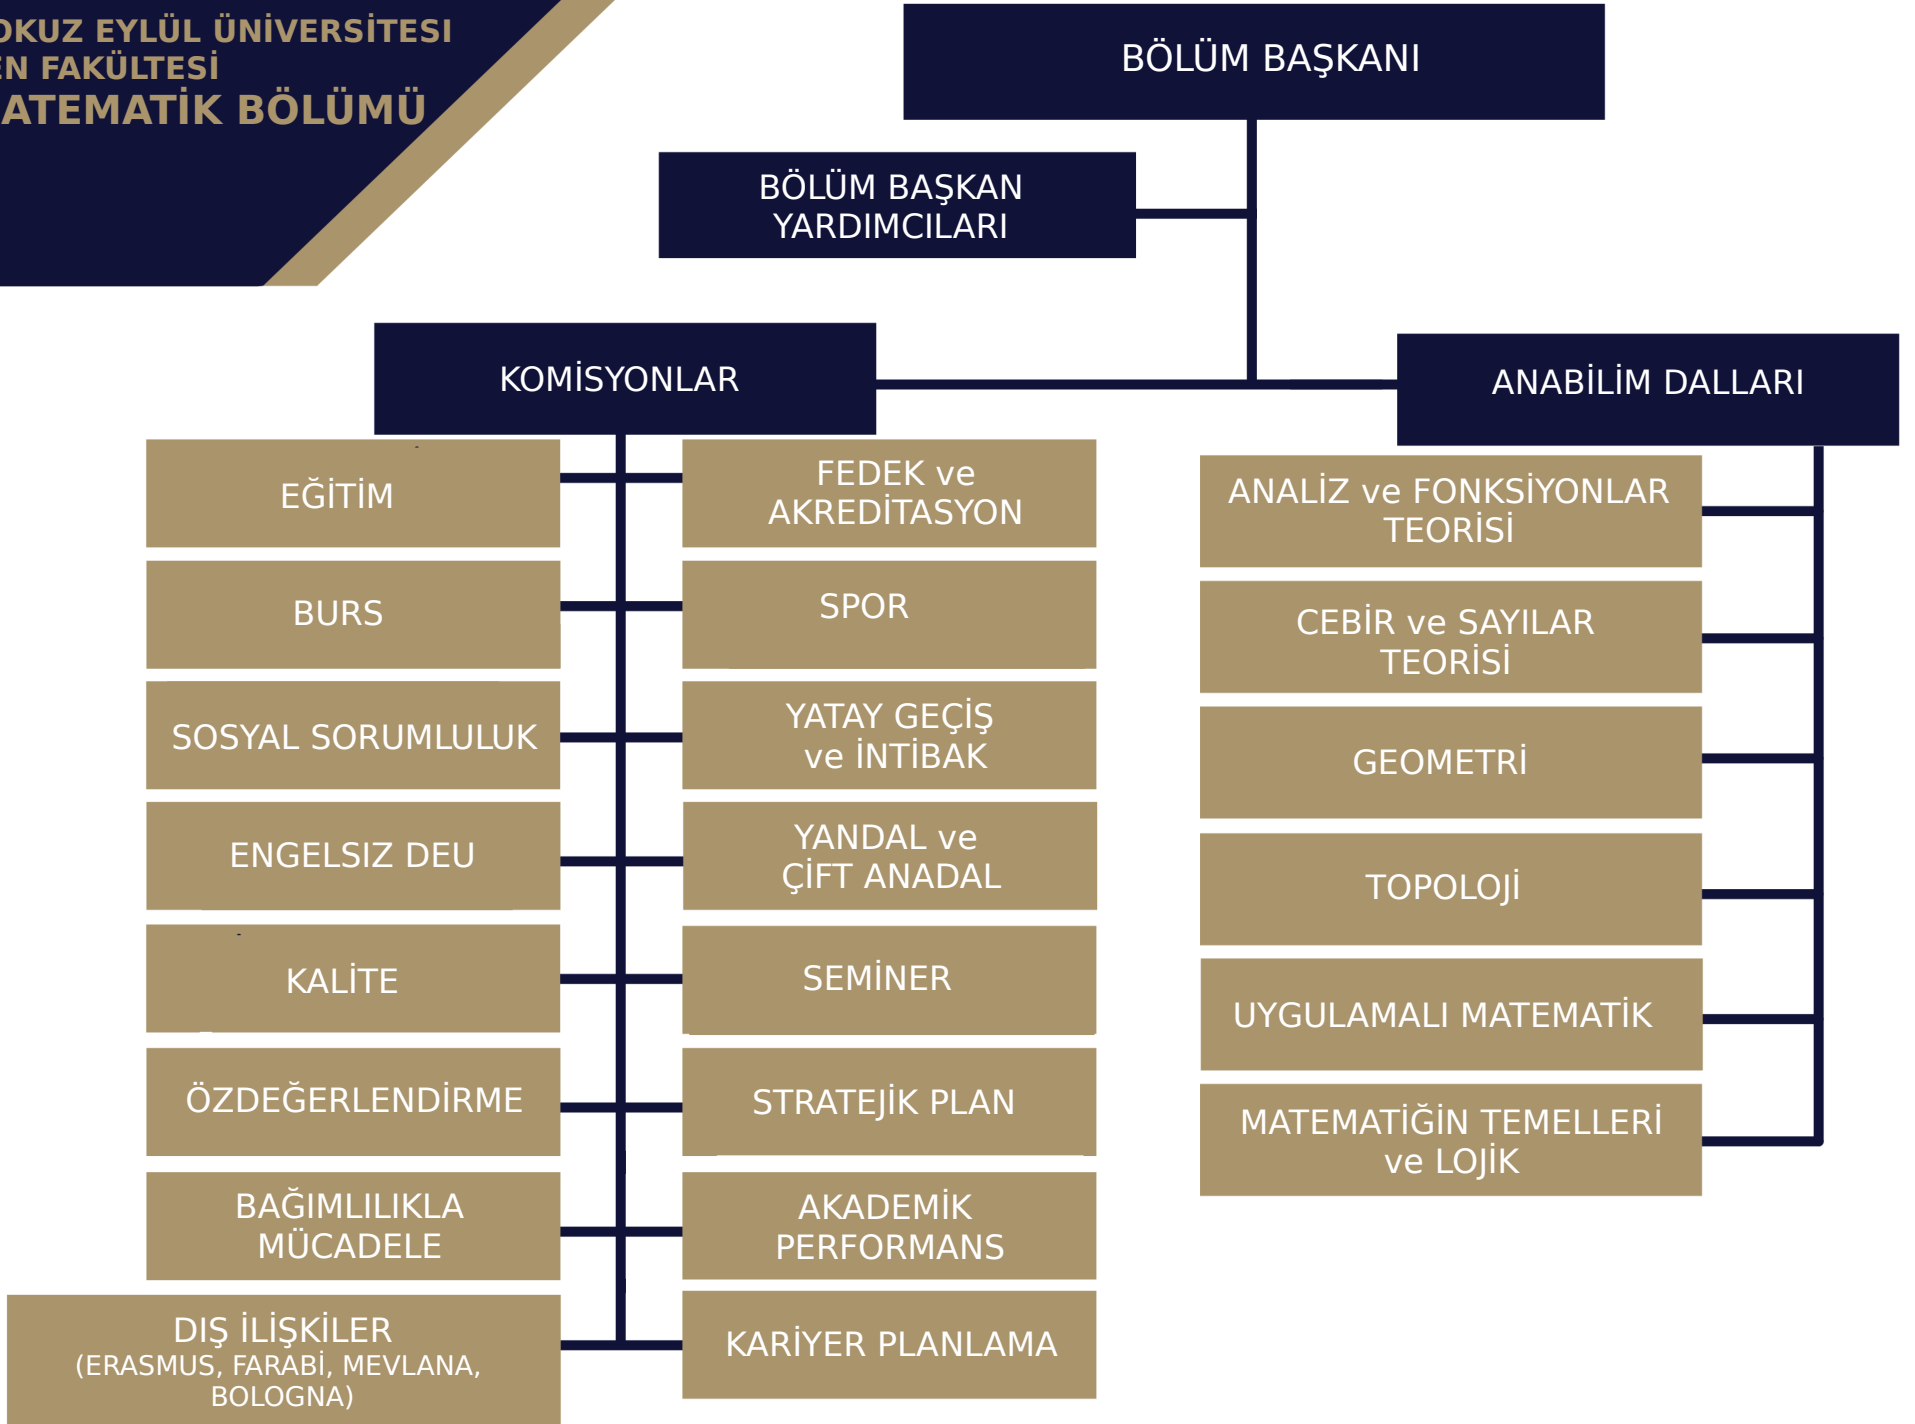 OKUZ EYLÜL ÜNİVERSİTESI
EN FAKÜLTESİ
ATEMATİK BÖLÜMÜ
BÖLÜM BAŞKANI
BÖLÜM BAŞKAN
YARDIMCILARI
KOMİSYONLAR
ANABİLİM DALLARI
EĞİTİM
FEDEK ve
AKREDİTASYON
BURS
SPOR
SOSYAL SORUMLULUK
YATAY GEÇİŞ
ve İNTİBAK
ENGELSIZ DEU
YANDAL ve
ÇİFT ANADAL
KALİTE
SEMİNER
ÖZDEĞERLENDİRME
STRATEJİK PLAN
BAĞIMLILIKLA
MÜCADELE
AKADEMİK
PERFORMANS
DIŞ İLİŞKİLER
(ERASMUS, FARABİ, MEVLANA,
BOLOGNA)
KARİYER PLANLAMA
ANALİZ ve FONKSİYONLAR
TEORİSİ
CEBİR ve SAYILAR
TEORİSİ
GEOMETRİ
TOPOLOJİ
UYGULAMALI MATEMATİK
MATEMATİĞİN TEMELLERİ
ve LOJİK